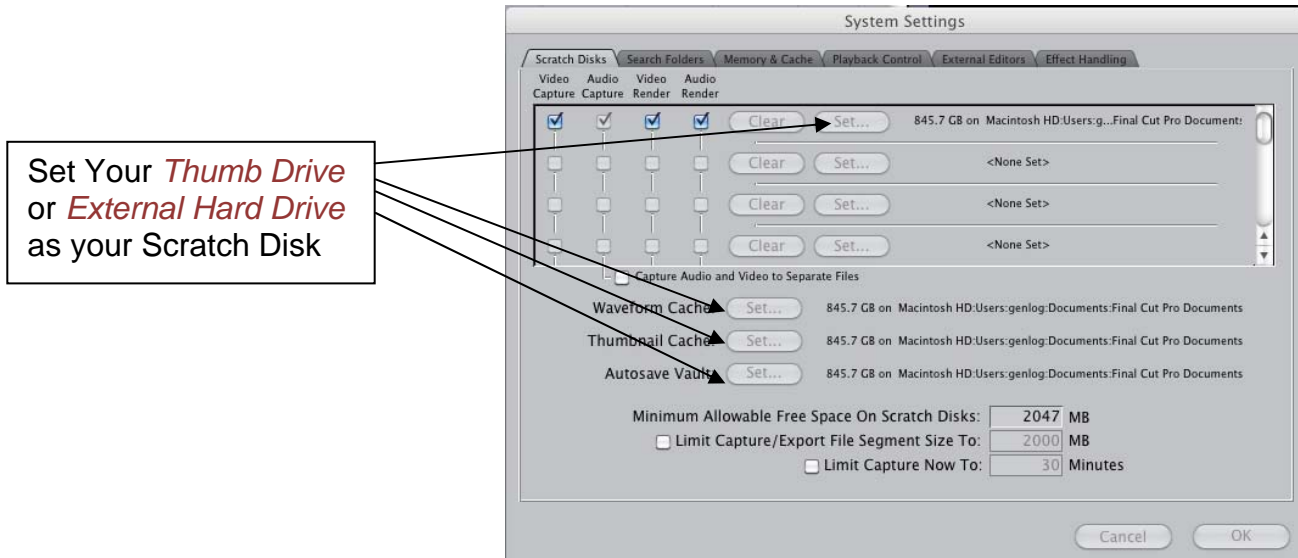 System Settings
Scratch Disks Search Folders Memory & Cache Playback Control External Editors Effect Handling
Video Audio Video Audio
Capture Capture Render Render
Clear Set... 845.7 GB on Macintosh HD:Users:g...Final Cut Pro Documents
Clear Set... <None Set>
Clear Set... <None Set>
Clear Set... <None Set>
Capture Audio and Video to Separate Files
Set Your Thumb Drive
or External Hard Drive
as your Scratch Disk
Waveform Cache: Set... 845.7 GB on Macintosh HD:Users:genlog:Documents:Final Cut Pro Documents
Thumbnail Cache: Set... 845.7 GB on Macintosh HD:Users:genlog:Documents:Final Cut Pro Documents
Autosave Vault: Set... 845.7 GB on Macintosh HD:Users:genlog:Documents:Final Cut Pro Documents
Minimum Allowable Free Space On Scratch Disks: 2047 MB
Limit Capture/Export File Segment Size To: 2000 MB
Limit Capture Now To: 30 Minutes
Cancel OK